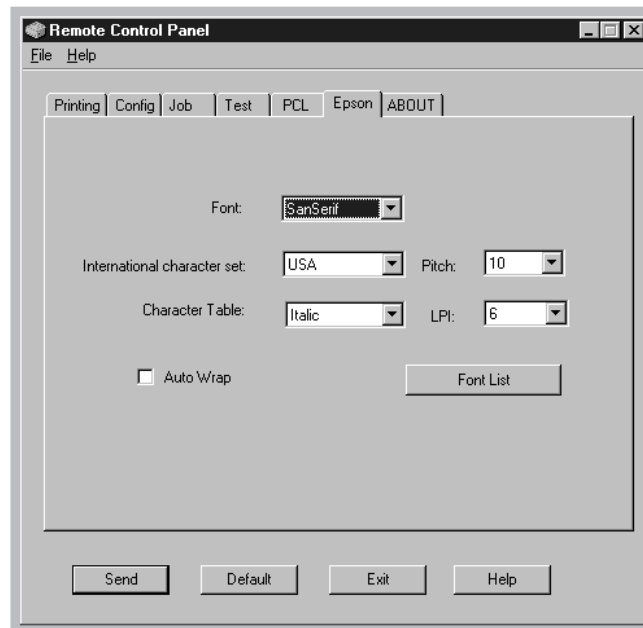 Remote Control Panel
File Help
Printing Config Job Test PCL Epson ABOUT
Font: SanSerif
International character set: USA Pitch: 10
Character Table: Italic LPI: 6
Auto Wrap Font List
Send Default Exit Help